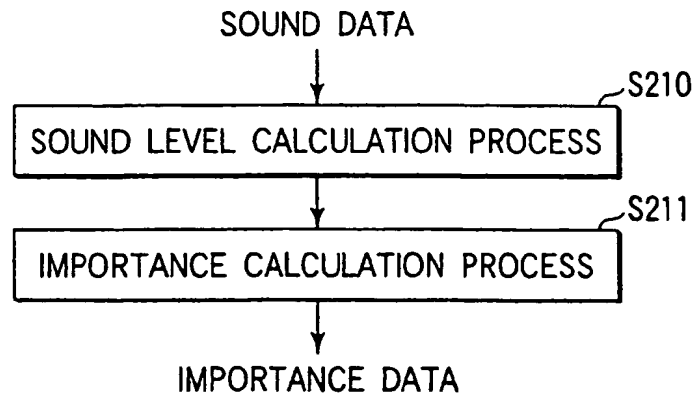 SOUND DATA
S210
SOUND LEVEL CALCULATION PROCESS
S211
IMPORTANCE CALCULATION PROCESS
IMPORTANCE DATA